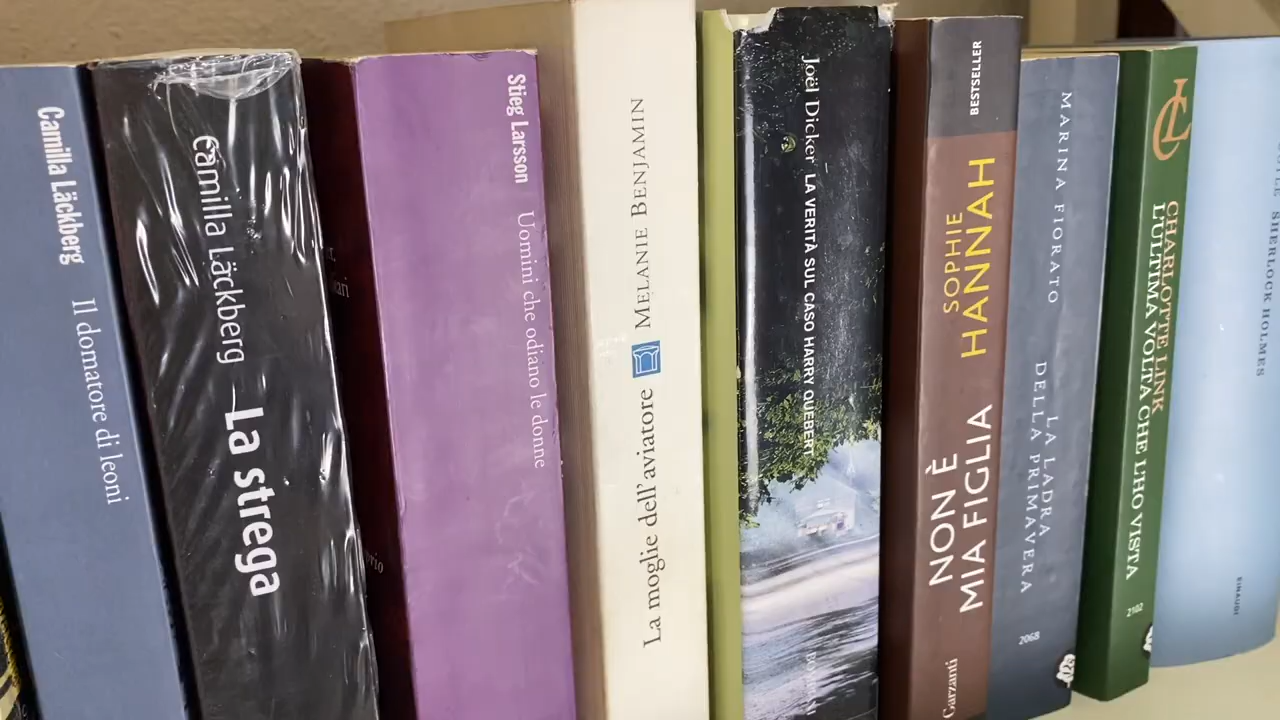 Camilla Läckberg Il domatore di leoni
Camilla Läckberg La strega
Stieg Larsson Uomini che odiano le donne
La moglie dell'aviatore MELANIE BENJAMIN
Joël Dicker LA VERITÀ SUL CASO HARRY QUEBERT
BESTSELLER
SOPHIE
HANNAH
NON È
MIA FIGLIA
Garzanti
MARINA FIORATO
LA LADRA
DELLA PRIMAVERA
2068
CL
CHARLOTTE LINK
L'ULTIMA VOLTA CHE L'HO VISTA
2102
SHERLOCK HOLMES
EINAUDI